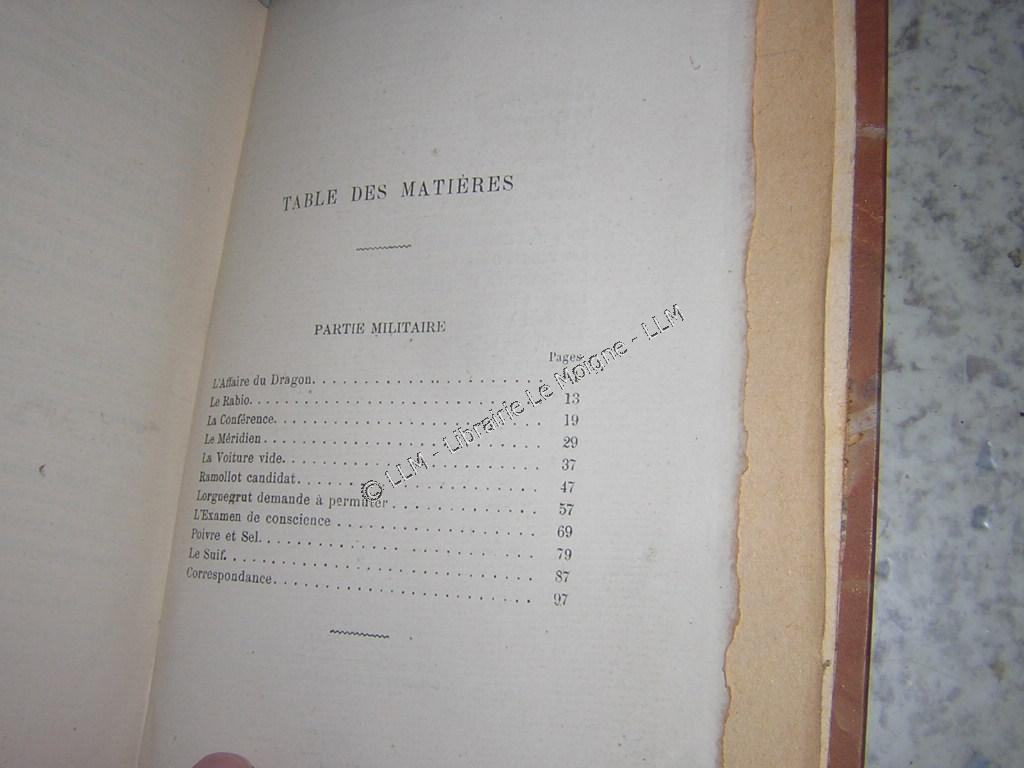 TABLE DES MATIÈRES
PARTIE MILITAIRE
Pages
L'Affaire du Dragon. . . . . . . . . . . . . . . . . . . .
Le Rabio. . . . . . . . . . . . . . . . . . . . . . . . . . 13
La Conférence. . . . . . . . . . . . . . . . . . . . . . . 19
Le Méridien . . . . . . . . . . . . . . . . . . . . . . . . 29
La Voiture vide. . . . . . . . . . . . . . . . . . . . . . 37
Ramollot candidat. . . . . . . . . . . . . . . . . . . . . 47
Lorgnegrut demande à permuter . . . . . . . . . . . . 57
L'Examen de conscience . . . . . . . . . . . . . . . . . 69
Poivre et Sel. . . . . . . . . . . . . . . . . . . . . . . . 79
Le Suif. . . . . . . . . . . . . . . . . . . . . . . . . . . 87
Correspondance. . . . . . . . . . . . . . . . . . . . . . . 97
© LLM - Librairie Le Moigne - LLM